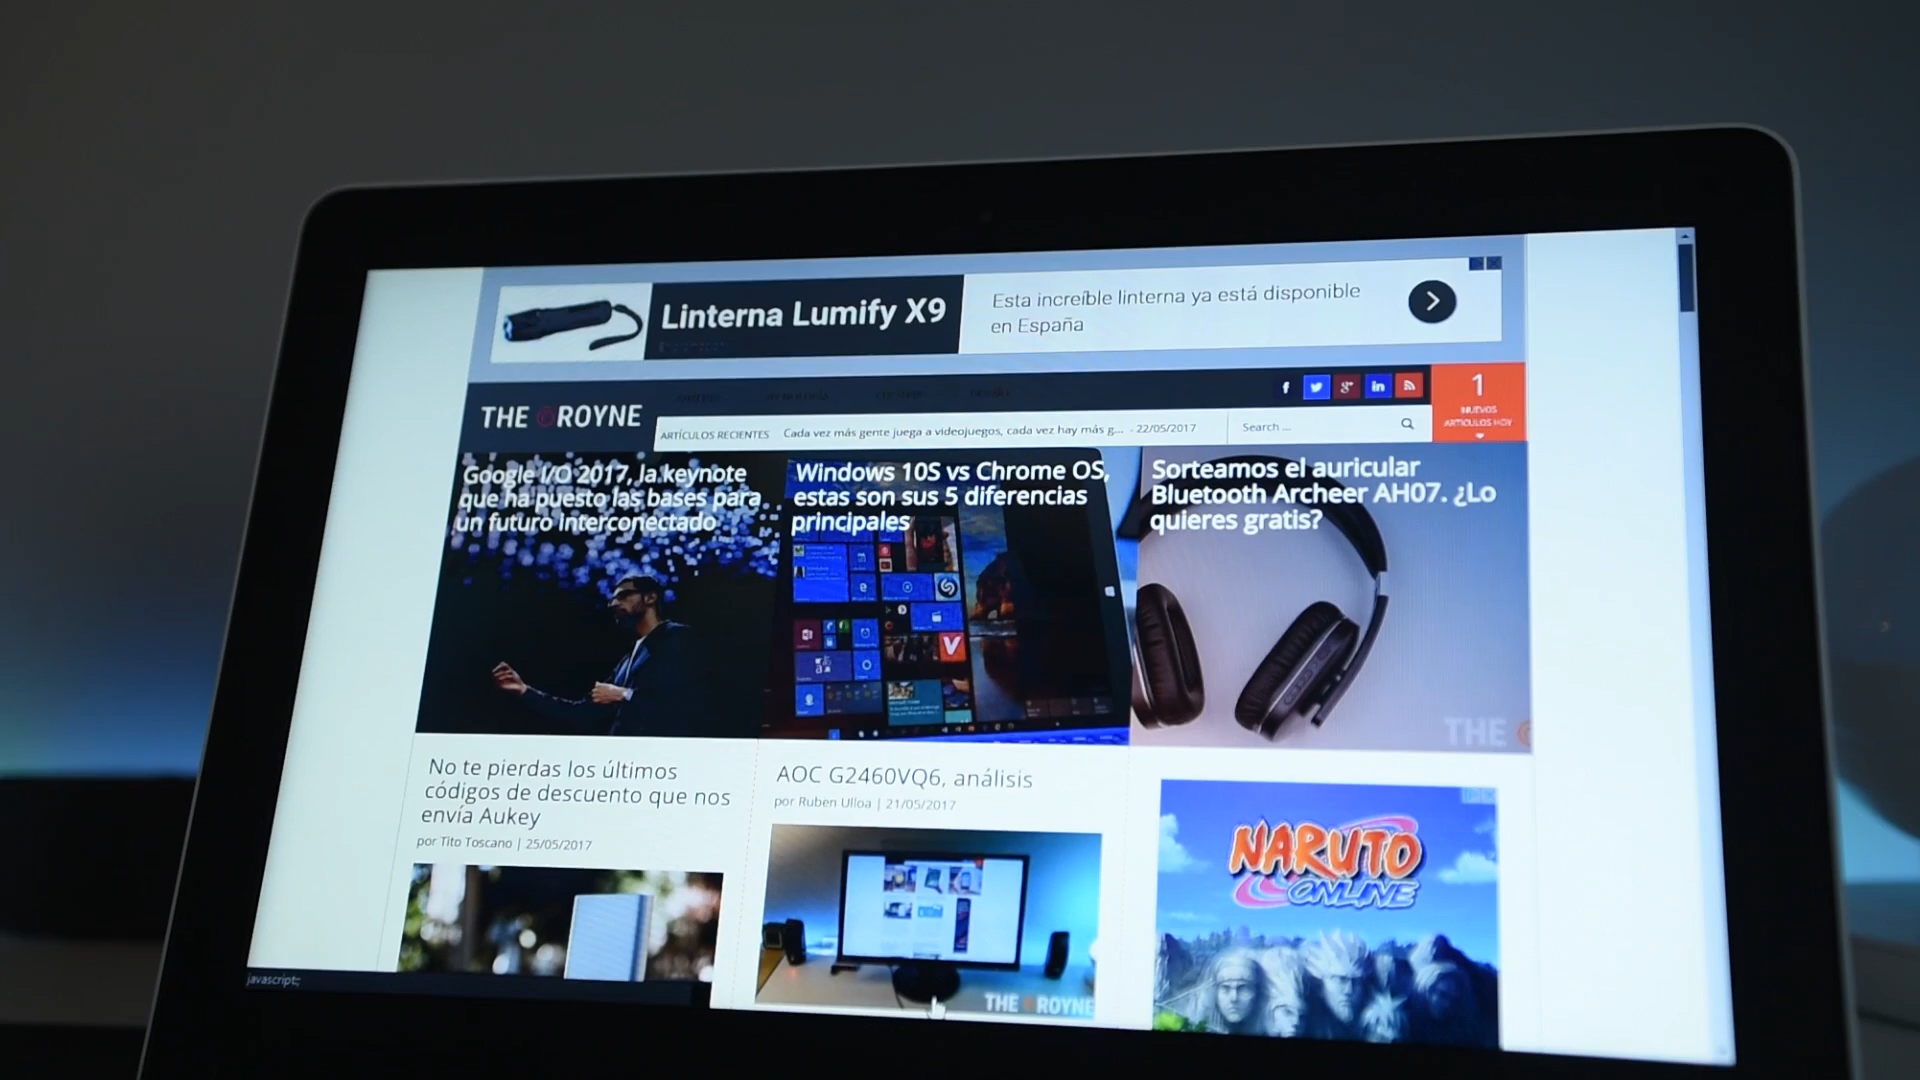 Linterna Lumify X9
Esta increíble linterna ya está disponible
en España
THE ROYNE
ARTÍCULOS RECIENTES Cada vez más gente juega a videojuegos, cada vez hay más g... - 22/05/2017
Search ...
1
NUEVOS
ARTÍCULOS HOY
Google I/O 2017, la keynote
que ha puesto las bases para
un futuro interconectado
Windows 10S vs Chrome OS,
estas son sus 5 diferencias
principales
Sorteamos el auricular
Bluetooth Archeer AH07. ¿Lo
quieres gratis?
THE
No te pierdas los últimos
códigos de descuento que nos
envía Aukey
por Tito Toscano | 25/05/2017
AOC G2460VQ6, análisis
por Ruben Ulloa | 21/05/2017
THE ROYNE
NARUTO
ONLINE
javascript:;